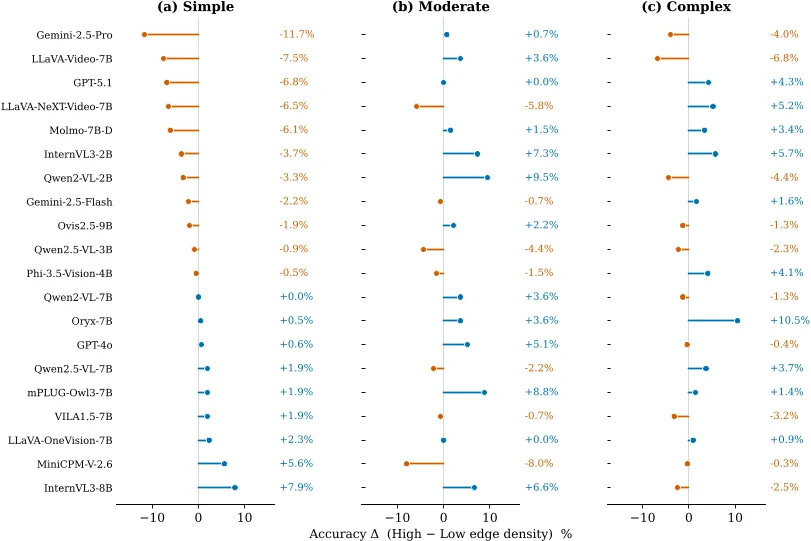 (a) Simple (b) Moderate (c) Complex
Gemini-2.5-Pro -11.7% +0.7% -4.0%
LLaVA-Video-7B -7.5% +3.6% -6.8%
GPT-5.1 -6.8% +0.0% +4.3%
LLaVA-NeXT-Video-7B -6.5% -5.8% +5.2%
Molmo-7B-D -6.1% +1.5% +3.4%
InternVL3-2B -3.7% +7.3% +5.7%
Qwen2-VL-2B -3.3% +9.5% -4.4%
Gemini-2.5-Flash -2.2% -0.7% +1.6%
Ovis2.5-9B -1.9% +2.2% -1.3%
Qwen2.5-VL-3B -0.9% -4.4% -2.3%
Phi-3.5-Vision-4B -0.5% -1.5% +4.1%
Qwen2-VL-7B +0.0% +3.6% -1.3%
Oryx-7B +0.5% +3.6% +10.5%
GPT-4o +0.6% +5.1% -0.4%
Qwen2.5-VL-7B +1.9% -2.2% +3.7%
mPLUG-Owl3-7B +1.9% +8.8% +1.4%
VILA1.5-7B +1.9% -0.7% -3.2%
LLaVA-OneVision-7B +2.3% +0.0% +0.9%
MiniCPM-V-2.6 +5.6% -8.0% -0.3%
InternVL3-8B +7.9% +6.6% -2.5%
−10 0 10 −10 0 10 −10 0 10
Accuracy Δ (High − Low edge density) %